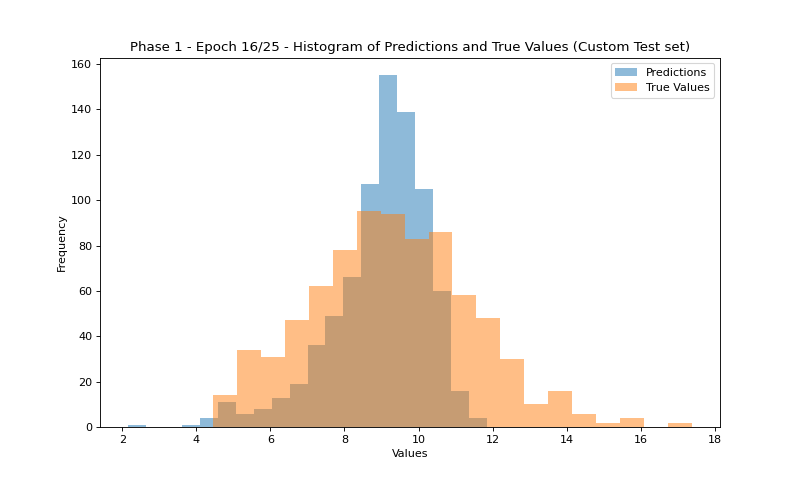 Phase 1 - Epoch 16/25 - Histogram of Predictions and True Values (Custom Test set)
Predictions
True Values
160
140
120
100
80
60
40
20
0
Frequency
2 4 6 8 10 12 14 16 18
Values